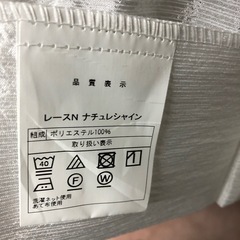 品質表示
レースN ナチュレシャイン
組成 ポリエステル100%
取り扱い表示
40
F W
洗濯ネット使用
あて布使用